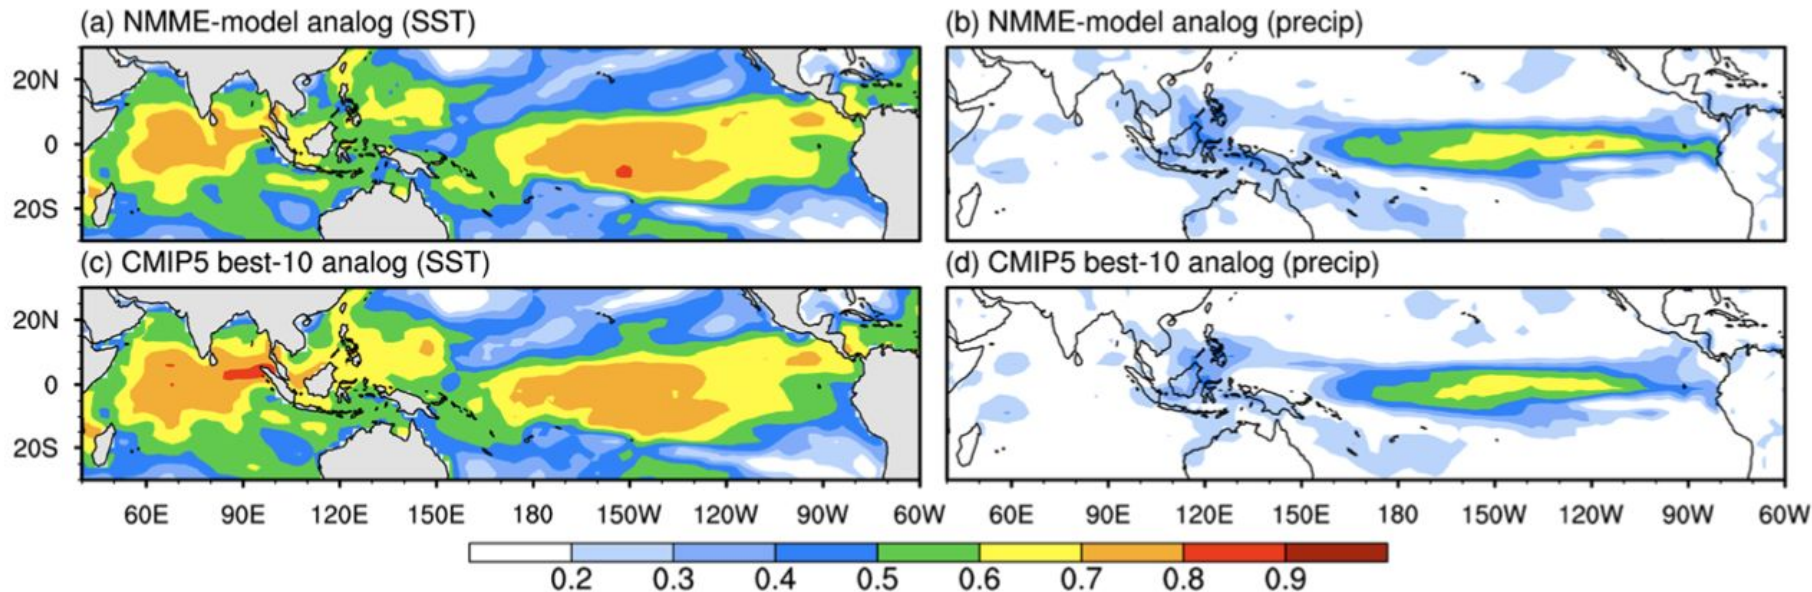 (a) NMME-model analog (SST)
(b) NMME-model analog (precip)
20N
0
20S
(c) CMIP5 best-10 analog (SST)
(d) CMIP5 best-10 analog (precip)
20N
0
20S
60E 90E 120E 150E 180 150W 120W 90W 60W
60E 90E 120E 150E 180 150W 120W 90W 60W
0.2 0.3 0.4 0.5 0.6 0.7 0.8 0.9